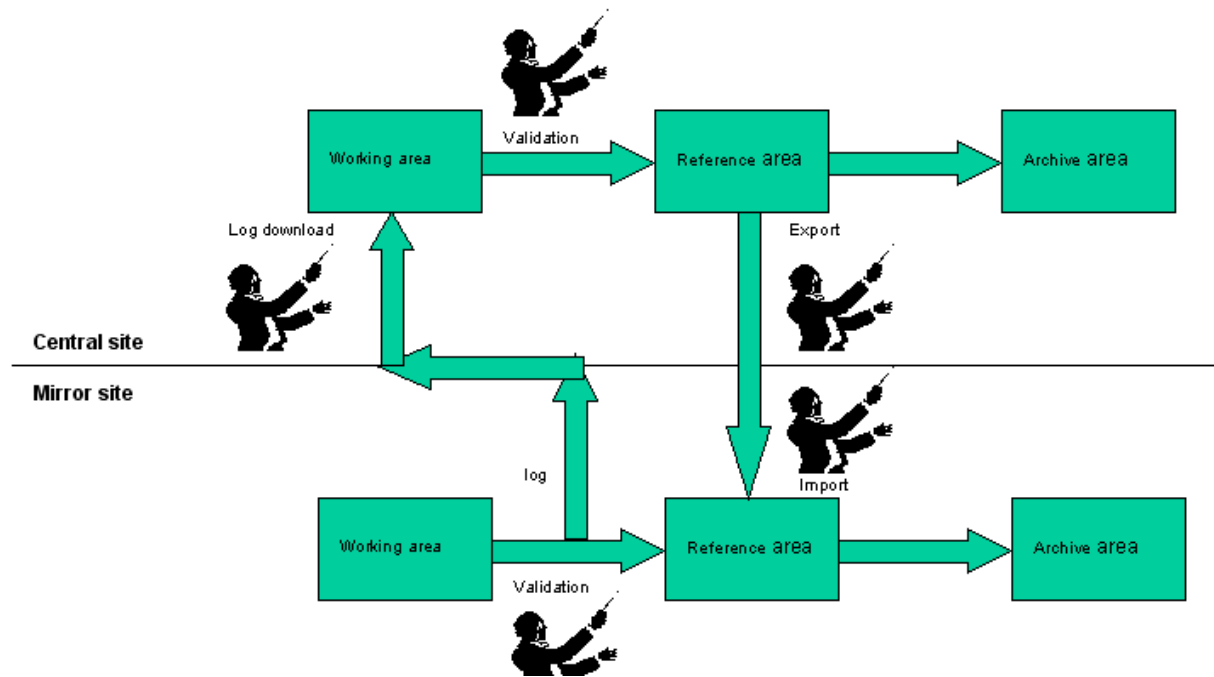 Validation
Working area
Reference area
Archive area
Log download
Export
Central site
Mirror site
log
Import
Working area
Reference area
Archive area
Validation